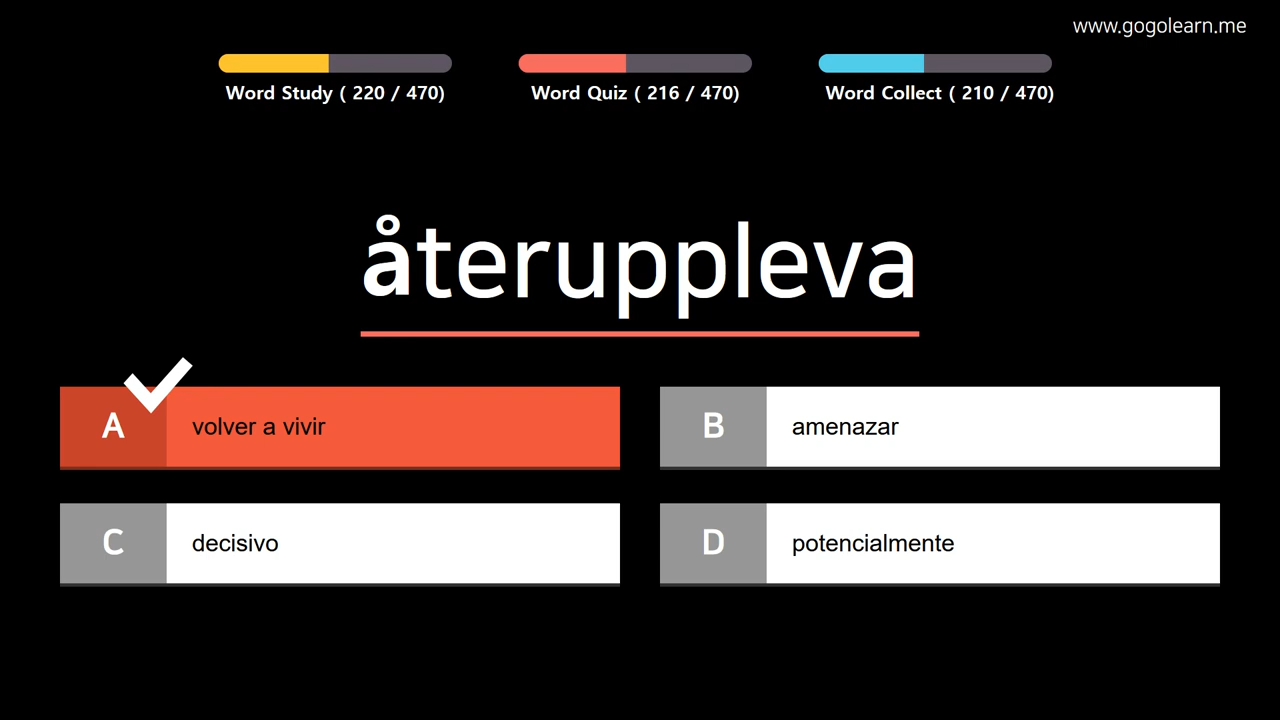 www.gogolearn.me
Word Study ( 220 / 470)
Word Quiz ( 216 / 470)
Word Collect ( 210 / 470)
återuppleva
A
volver a vivir
B
amenazar
C
decisivo
D
potencialmente